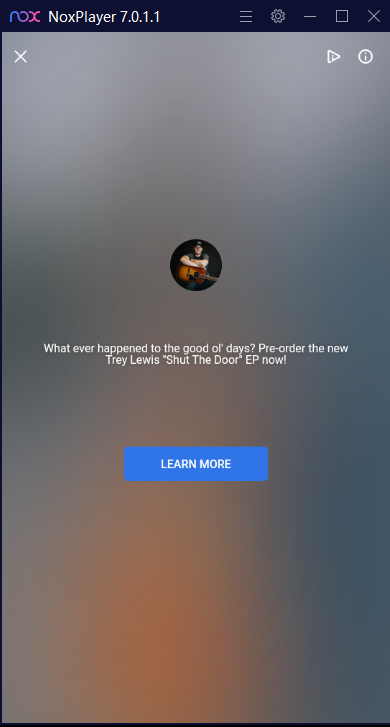 nox NoxPlayer 7.0.1.1
What ever happened to the good ol' days? Pre-order the new
Trey Lewis "Shut The Door" EP now!
LEARN MORE